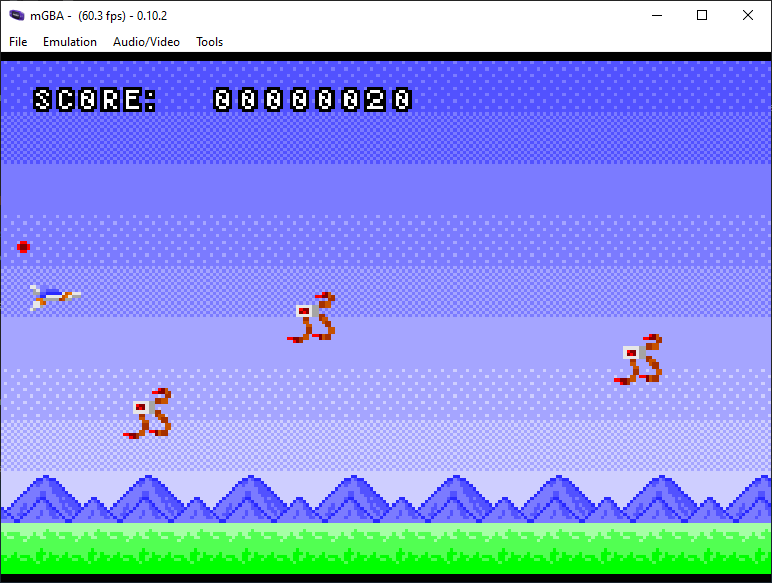 mGBA - (60.3 fps) - 0.10.2
File Emulation Audio/Video Tools
SCORE: 00000020